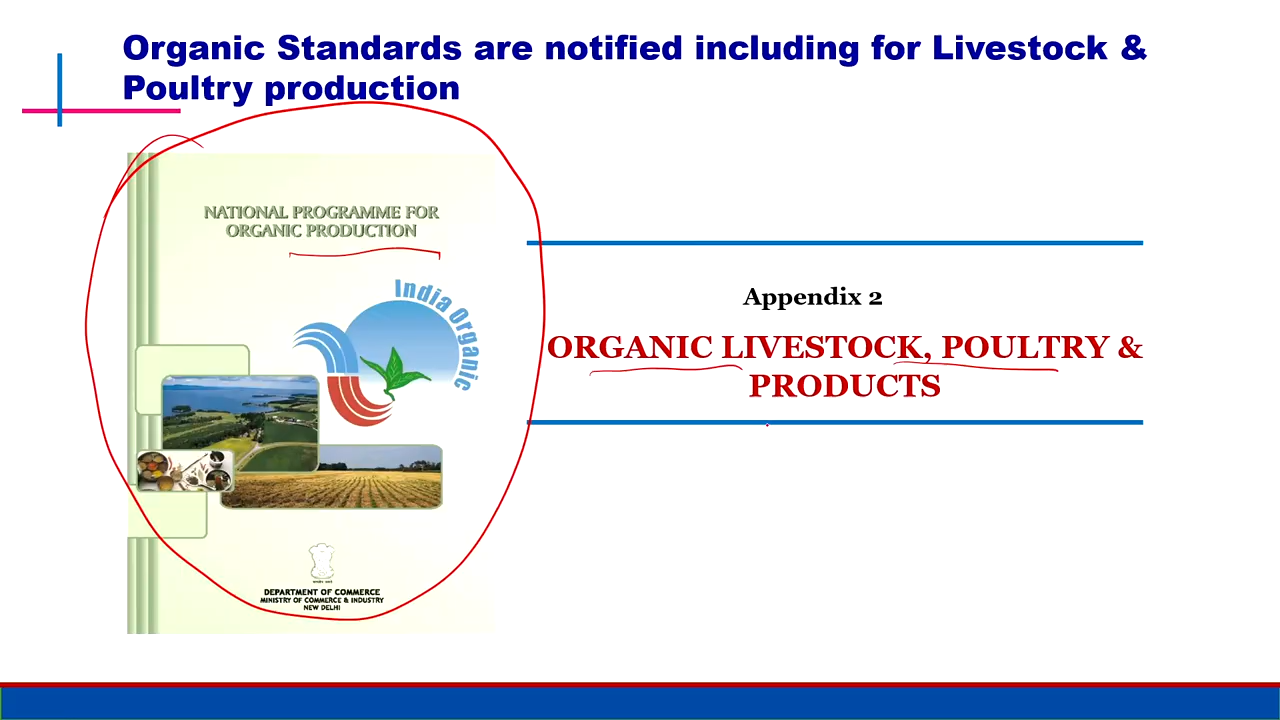 Organic Standards are notified including for Livestock &
Poultry production
NATIONAL PROGRAMME FOR
ORGANIC PRODUCTION
India Organic
Appendix 2
ORGANIC LIVESTOCK, POULTRY &
PRODUCTS
DEPARTMENT OF COMMERCE
MINISTRY OF COMMERCE & INDUSTRY
NEW DELHI